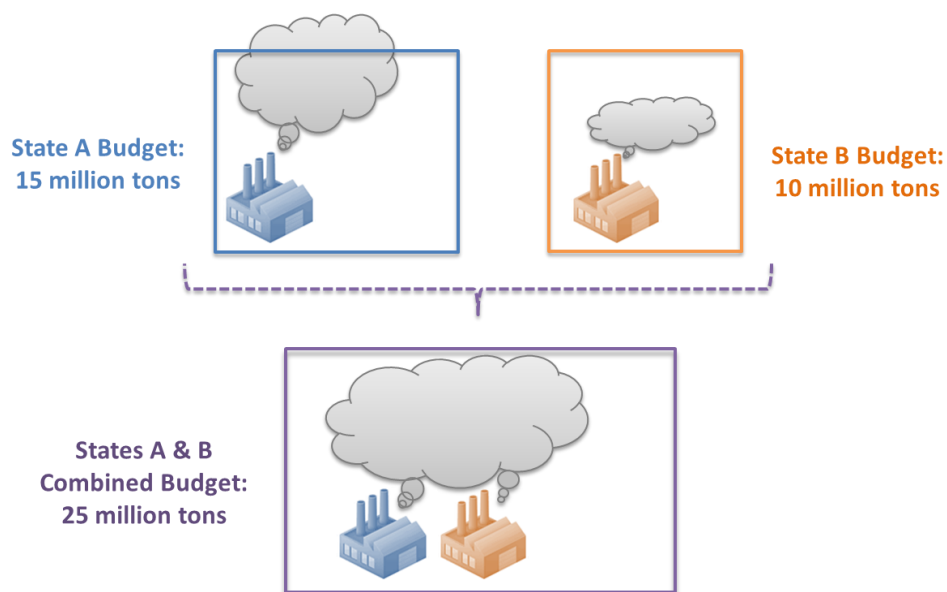 State A Budget:
15 million tons
State B Budget:
10 million tons
States A & B
Combined Budget:
25 million tons